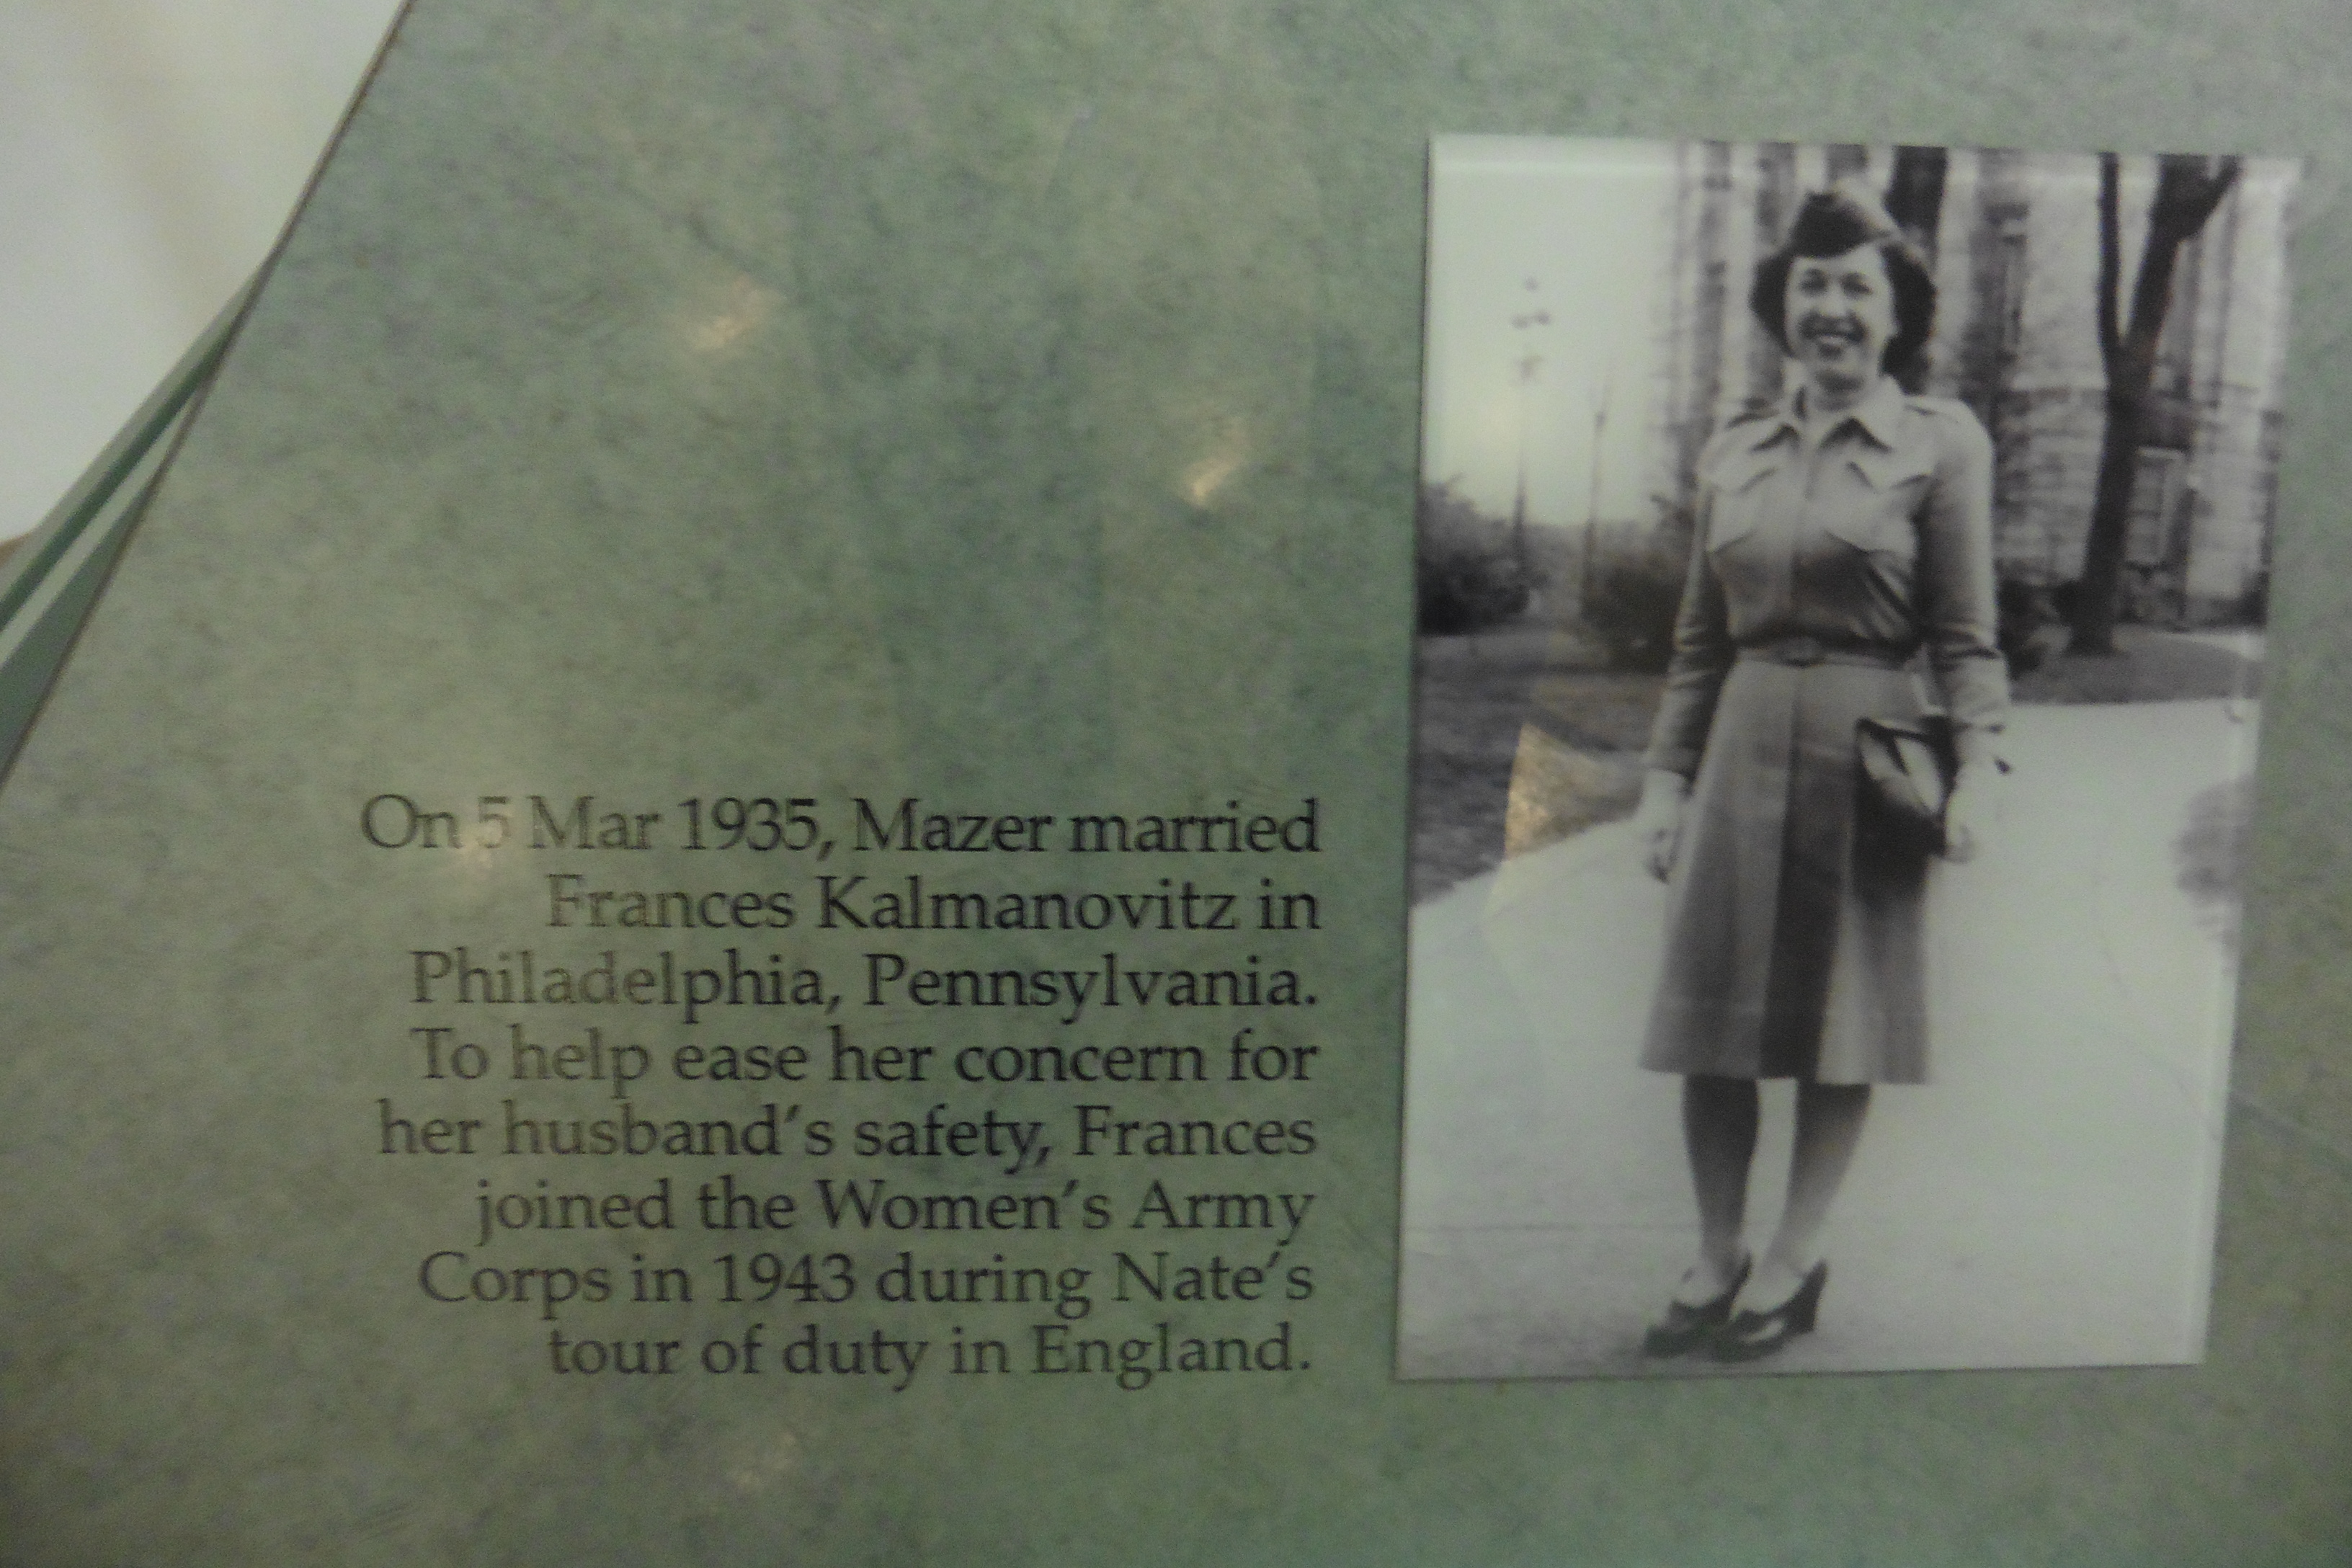 On 5 Mar 1935, Mazer married
Frances Kalmanovitz in
Philadelphia, Pennsylvania.
To help ease her concern for
her husband's safety, Frances
joined the Women's Army
Corps in 1943 during Nate's
tour of duty in England.